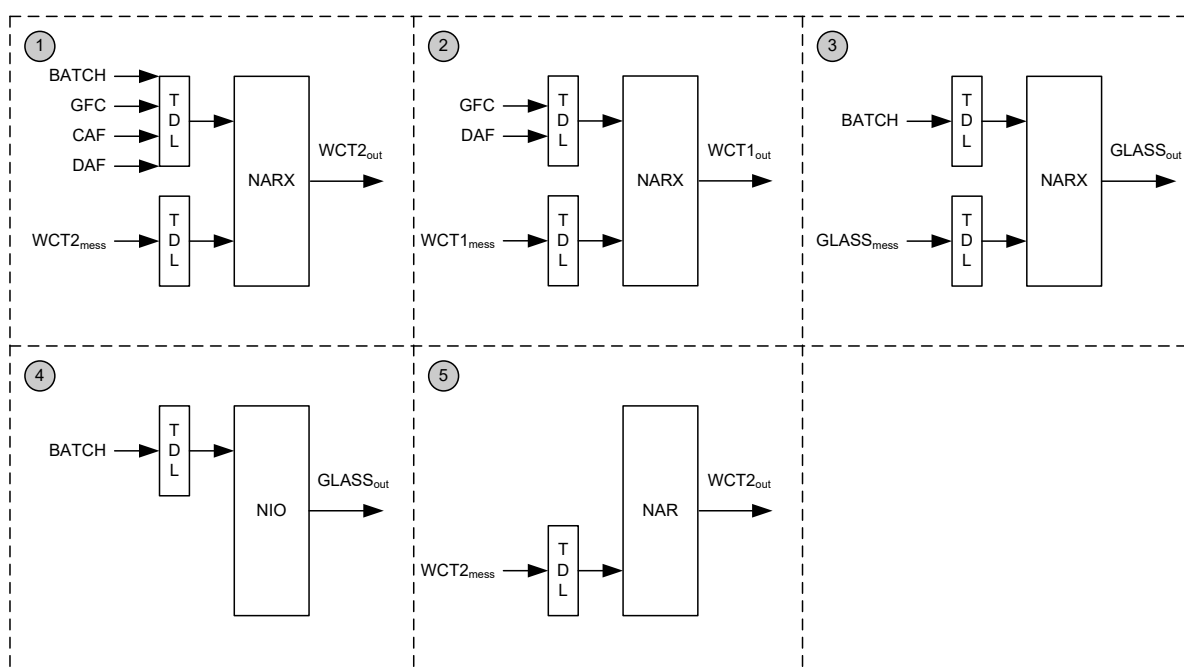 1
BATCH
GFC
CAF
DAF
T
D
L
WCT2mess
T
D
L
NARX
WCT2out
2
GFC
DAF
T
D
L
WCT1mess
T
D
L
NARX
WCT1out
3
BATCH
T
D
L
GLASSmess
T
D
L
NARX
GLASSout
4
BATCH
T
D
L
NIO
GLASSout
5
WCT2mess
T
D
L
NAR
WCT2out